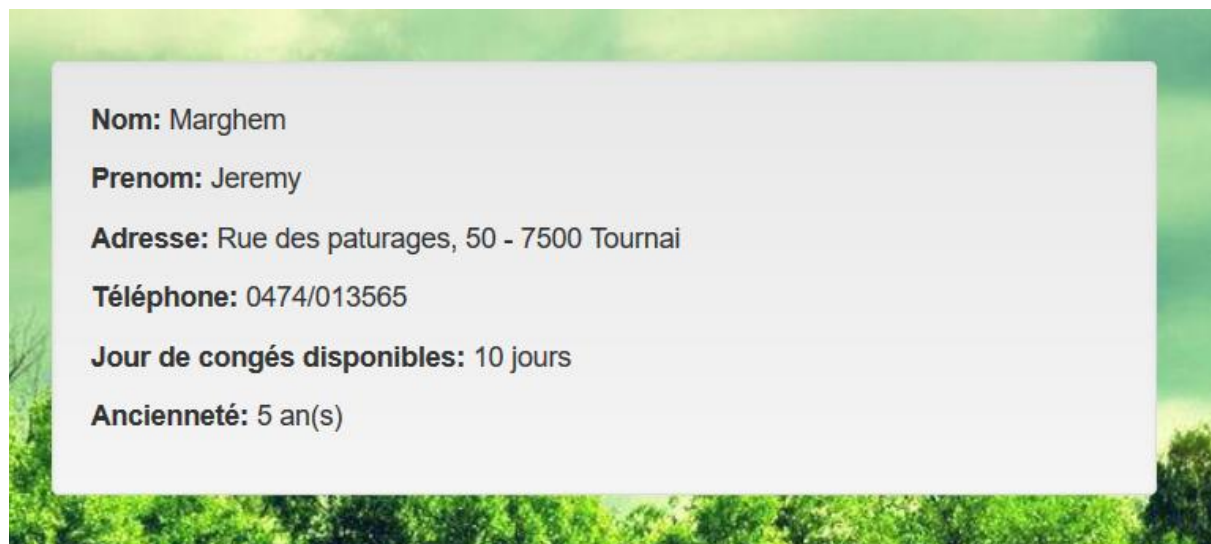 Nom: Marghem
Prenom: Jeremy
Adresse: Rue des paturages, 50 - 7500 Tournai
Téléphone: 0474/013565
Jour de congés disponibles: 10 jours
Ancienneté: 5 an(s)